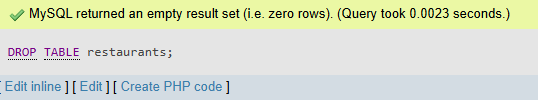 MySQL returned an empty result set (i.e. zero rows). (Query took 0.0023 seconds.)
DROP TABLE restaurants;
[ Edit inline ] [ Edit ] [ Create PHP code ]